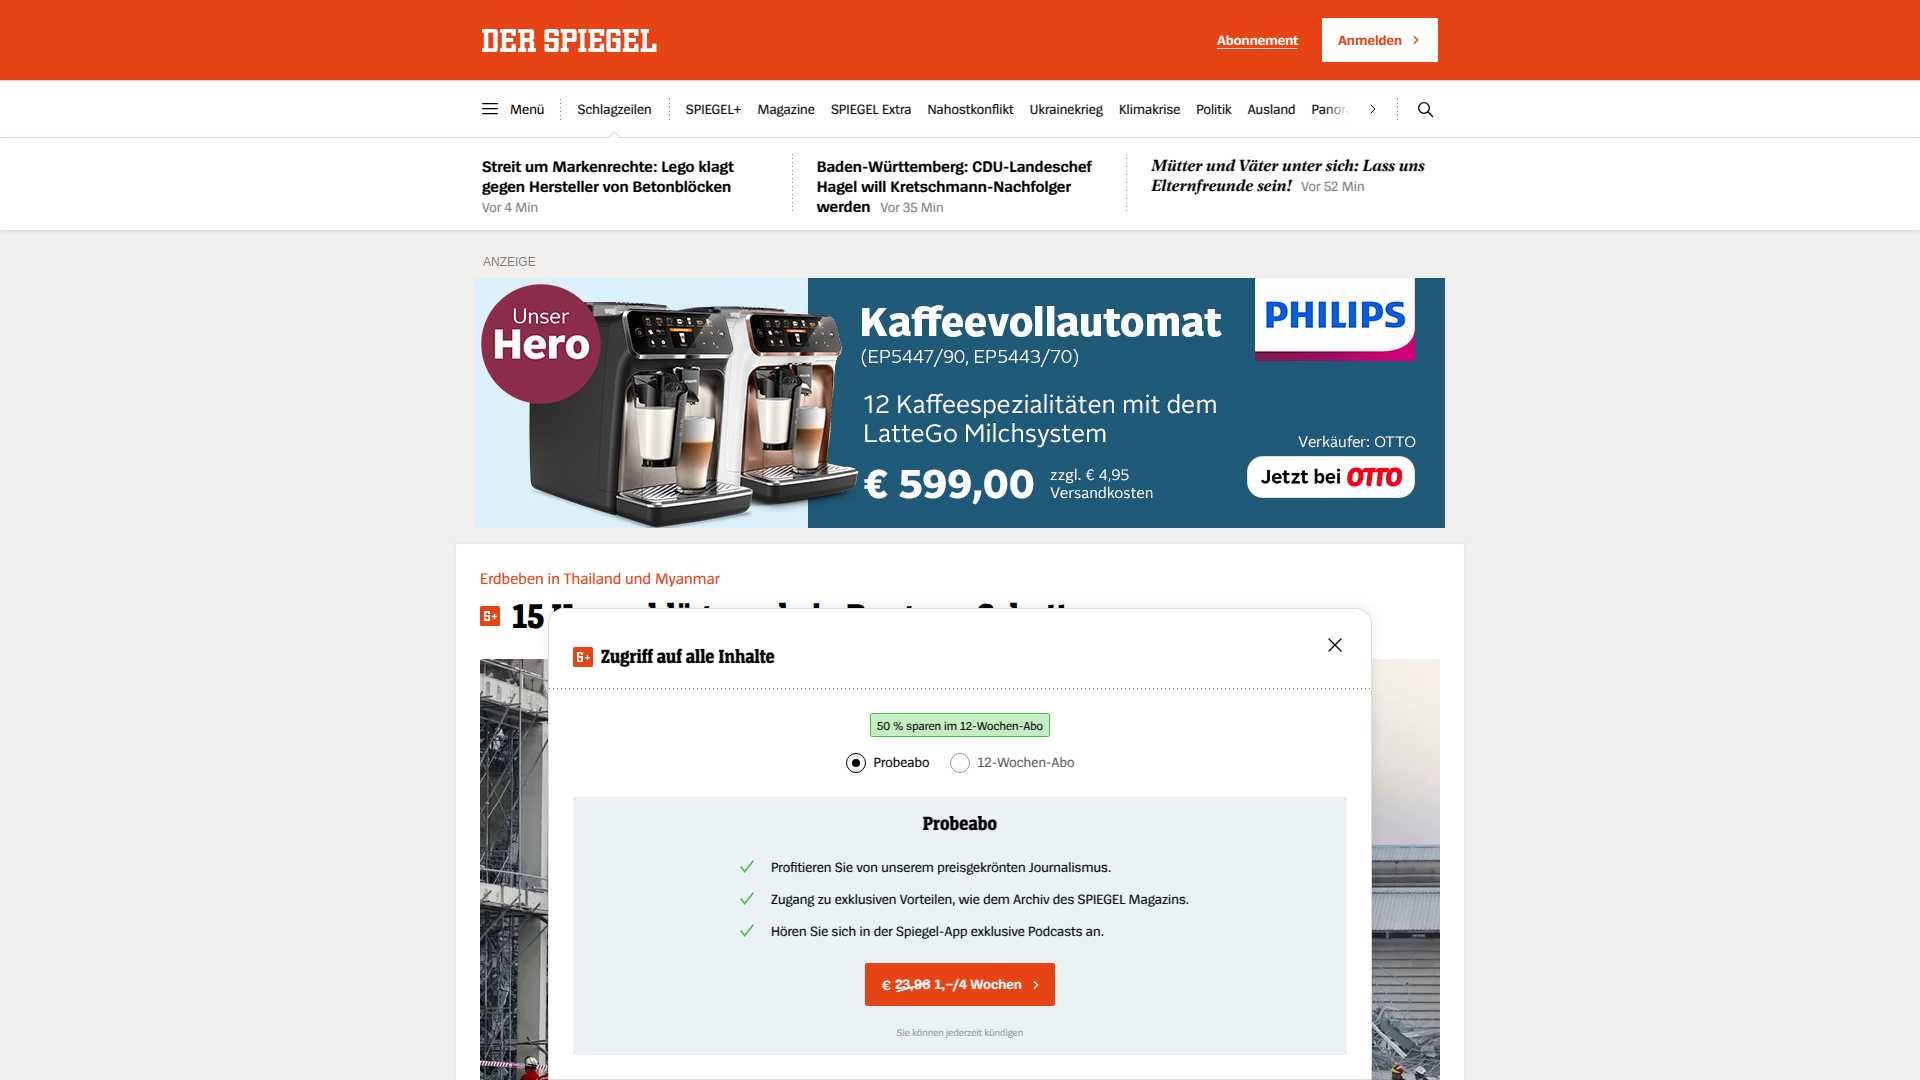 DER SPIEGEL
Abonnement
Anmelden
Menü
Schlagzeilen
SPIEGEL+
Magazine
SPIEGEL Extra
Nahostkonflikt
Ukrainekrieg
Klimakrise
Politik
Ausland
Streit um Markenrechte: Lego klagt
gegen Hersteller von Betonblöcken
Vor 4 Min
Baden-Württemberg: CDU-Landeschef
Hagel will Kretschmann-Nachfolger
werden Vor 35 Min
Mütter und Väter unter sich: Lass uns
Elternfreunde sein! Vor 52 Min
ANZEIGE
Unser
Hero
Kaffeevollautomat
(EP5447/90, EP5443/70)
12 Kaffeespezialitäten mit dem
LatteGo Milchsystem
€ 599,00
zzgl. € 4,95
Versandkosten
PHILIPS
Verkäufer: OTTO
Jetzt bei OTTO
Erdbeben in Thailand und Myanmar
15
Zugriff auf alle Inhalte
50 % sparen im 12-Wochen-Abo
Probeabo
12-Wochen-Abo
Probeabo
Profitieren Sie von unserem preisgekrönten Journalismus.
Zugang zu exklusiven Vorteilen, wie dem Archiv des SPIEGEL Magazins.
Hören Sie sich in der Spiegel-App exklusive Podcasts an.
€ 23,96 1,–/4 Wochen
Sie können jederzeit kündigen